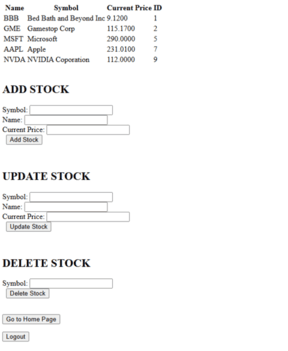 Name Symbol Current Price ID
BBB Bed Bath and Beyond Inc 9.1200 1
GME Gamestop Corp 115.1700 2
MSFT Microsoft 290.0000 5
AAPL Apple 231.0100 7
NVDA NVIDIA Coporation 112.0000 9
ADD STOCK
Symbol:
Name:
Current Price:
Add Stock
UPDATE STOCK
Symbol:
Name:
Current Price:
Update Stock
DELETE STOCK
Symbol:
Delete Stock
Go to Home Page
Logout